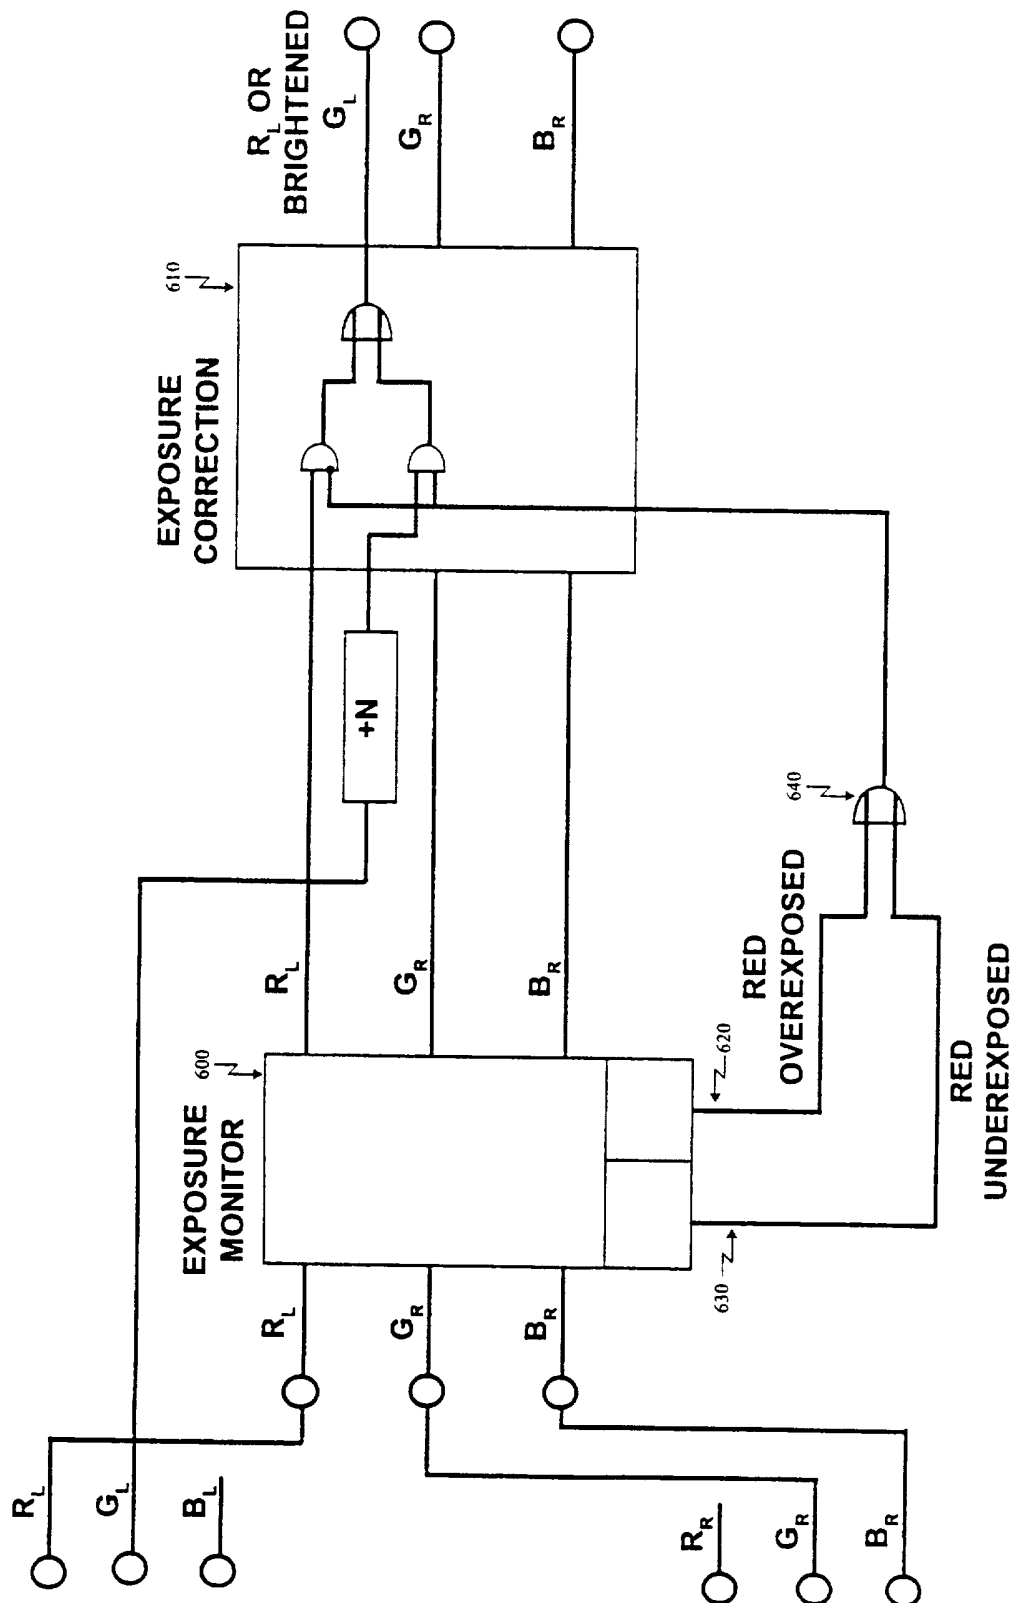 R_L OR
BRIGHTENED
G_L
G_R
B_R
610
EXPOSURE
CORRECTION
+N
640
R_L
G_R
B_R
RED
OVEREXPOSED
620
RED
UNDEREXPOSED
600
EXPOSURE
MONITOR
630
R_L
G_R
B_R
R_L
G_L
B_L
R_R
G_R
B_R